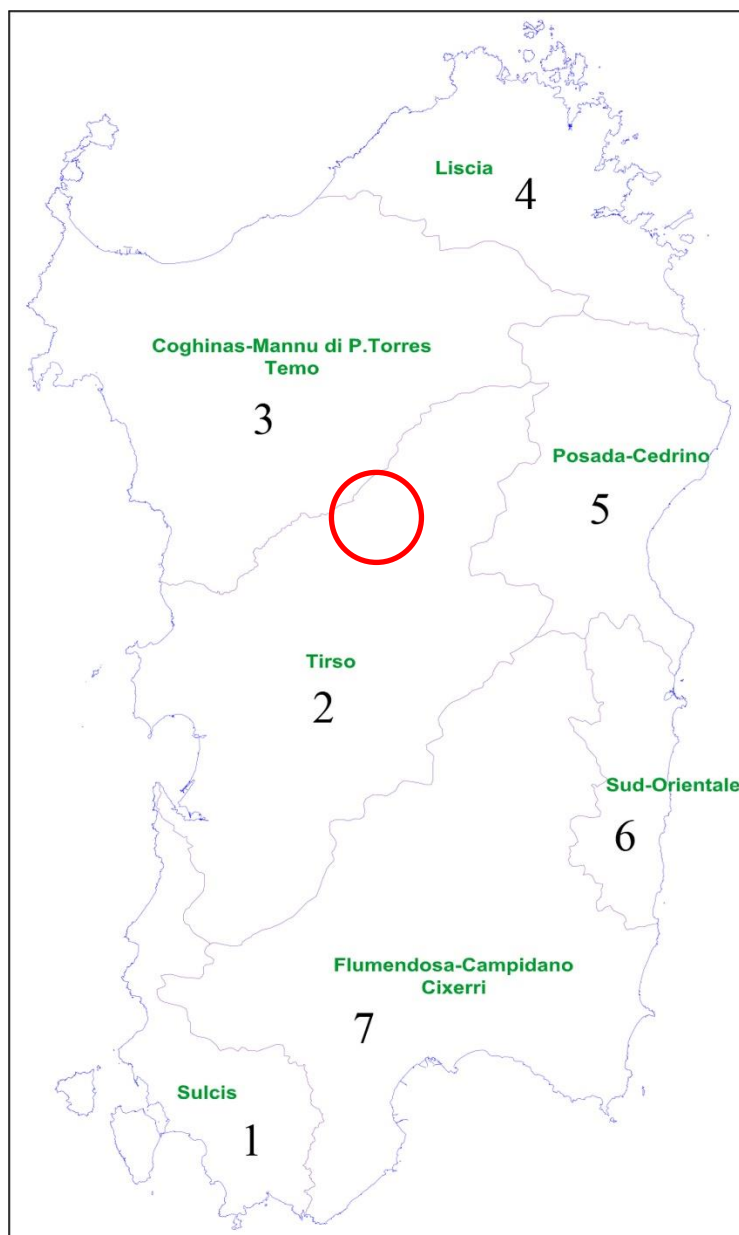 Liscia
4
Coghinas-Mannu di P.Torres
Temo
3
Posada-Cedrino
5
Tirso
2
Sud-Orientale
6
Flumendosa-Campidano
Cixerri
7
Sulcis
1